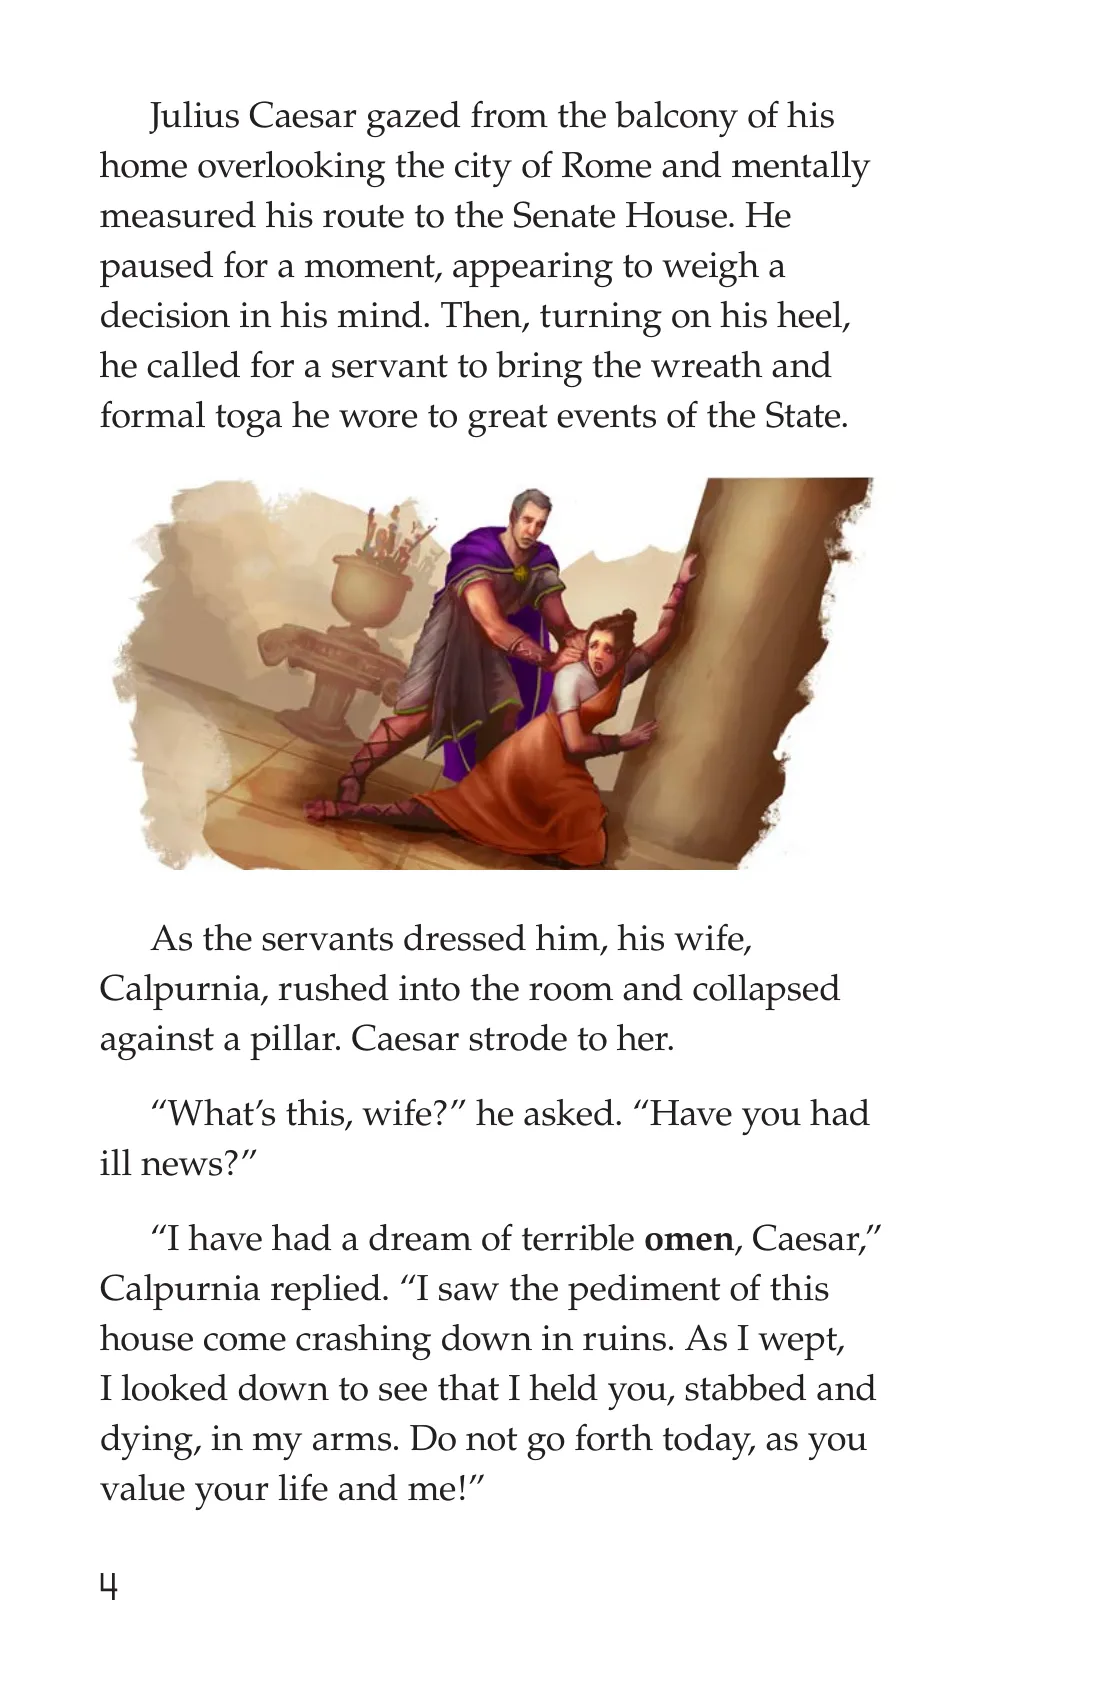 Julius Caesar gazed from the balcony of his
home overlooking the city of Rome and mentally
measured his route to the Senate House. He
paused for a moment, appearing to weigh a
decision in his mind. Then, turning on his heel,
he called for a servant to bring the wreath and
formal toga he wore to great events of the State.
As the servants dressed him, his wife,
Calpurnia, rushed into the room and collapsed
against a pillar. Caesar strode to her.
“What’s this, wife?” he asked. “Have you had
ill news?”
“I have had a dream of terrible omen, Caesar,”
Calpurnia replied. “I saw the pediment of this
house come crashing down in ruins. As I wept,
I looked down to see that I held you, stabbed and
dying, in my arms. Do not go forth today, as you
value your life and me!”
4